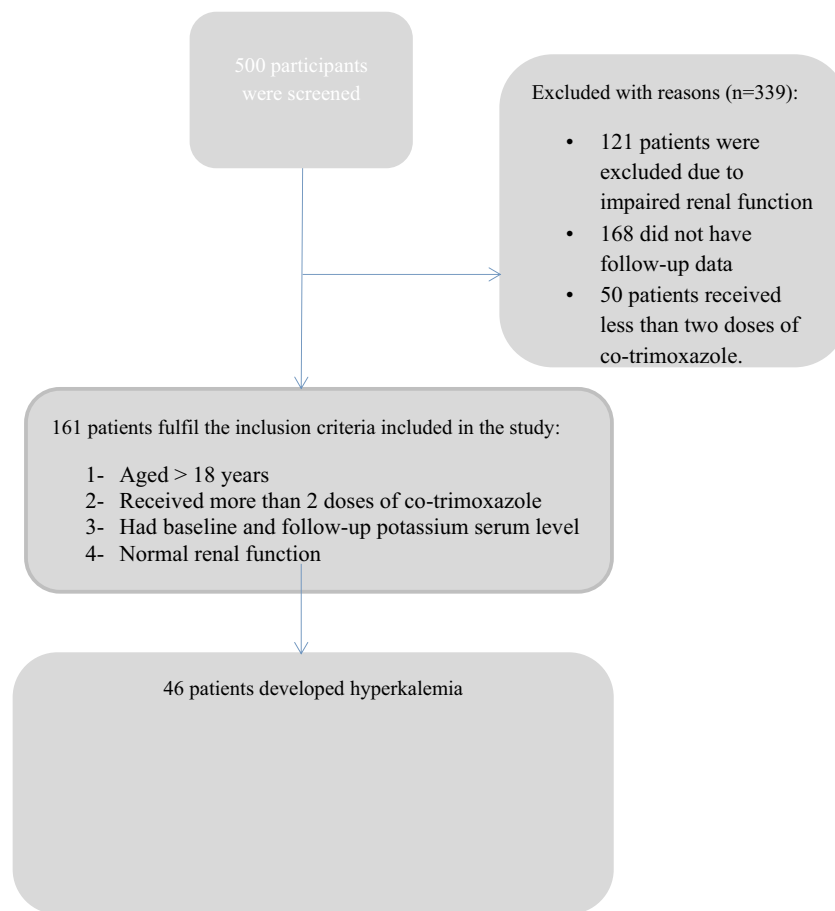 500 participants
were screened
Excluded with reasons (n=339):
• 121 patients were
excluded due to
impaired renal function
• 168 did not have
follow-up data
• 50 patients received
less than two doses of
co-trimoxazole.
161 patients fulfil the inclusion criteria included in the study:
1- Aged > 18 years
2- Received more than 2 doses of co-trimoxazole
3- Had baseline and follow-up potassium serum level
4- Normal renal function
46 patients developed hyperkalemia